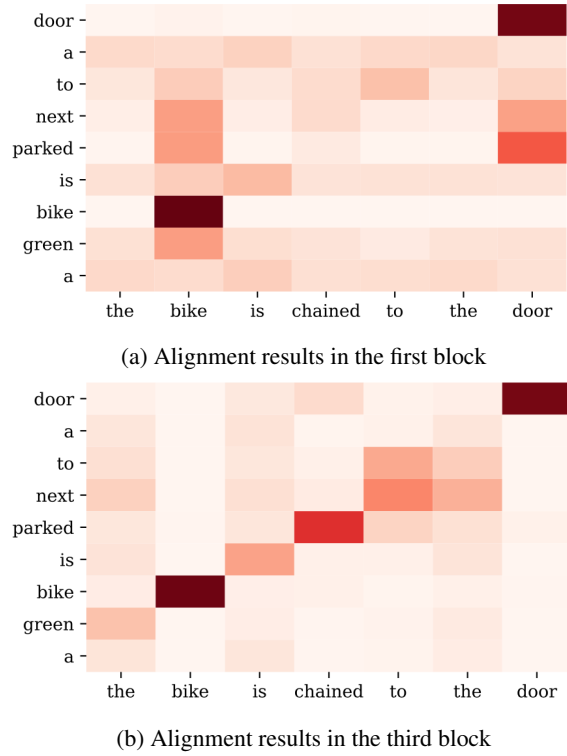 door
a
to
next
parked
is
bike
green
a
the bike is chained to the door
(a) Alignment results in the first block
door
a
to
next
parked
is
bike
green
a
the bike is chained to the door
(b) Alignment results in the third block